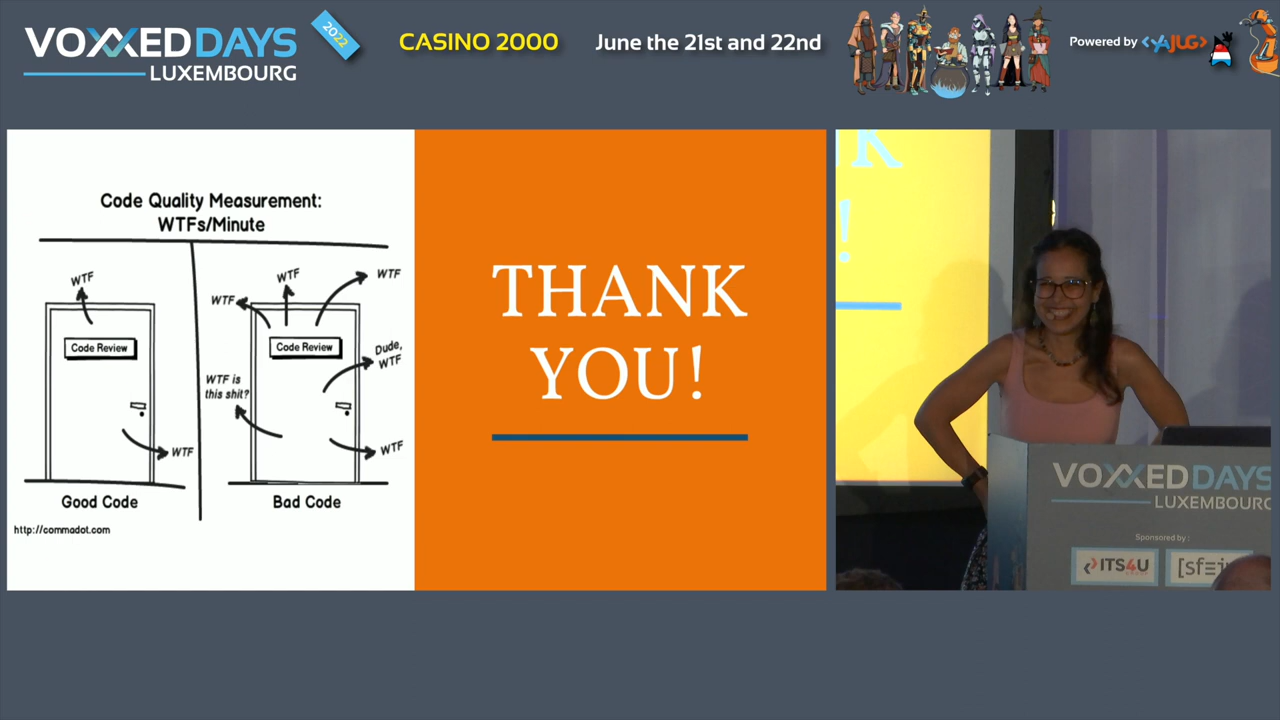 VOXXED DAYS
LUXEMBOURG
2022
CASINO 2000
June the 21st and 22nd
Powered by <YAJUG>
Code Quality Measurement:
WTFs/Minute
WTF
Code Review
WTF
Good Code
WTF
WTF
WTF
Code Review
Dude,
WTF
WTF is
this shit?
WTF
Bad Code
http://commadot.com
THANK
YOU!
K
!
VOXXED DAYS
LUXEMBOURG
Sponsored by :
ITS4U